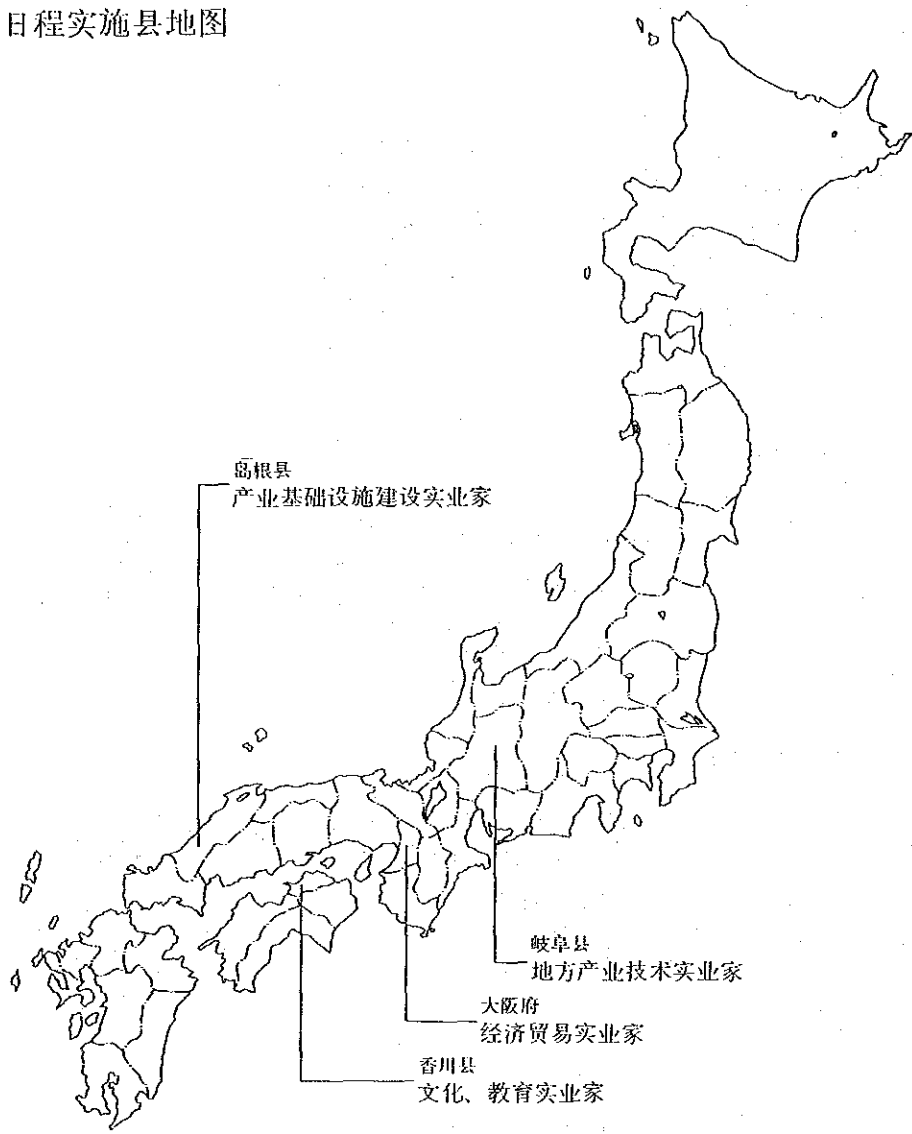 日程实施县地图
岛根县
产业基础设施建设实业家
岐阜县
地方产业技术实业家
大阪府
经济贸易实业家
香川县
文化、教育实业家